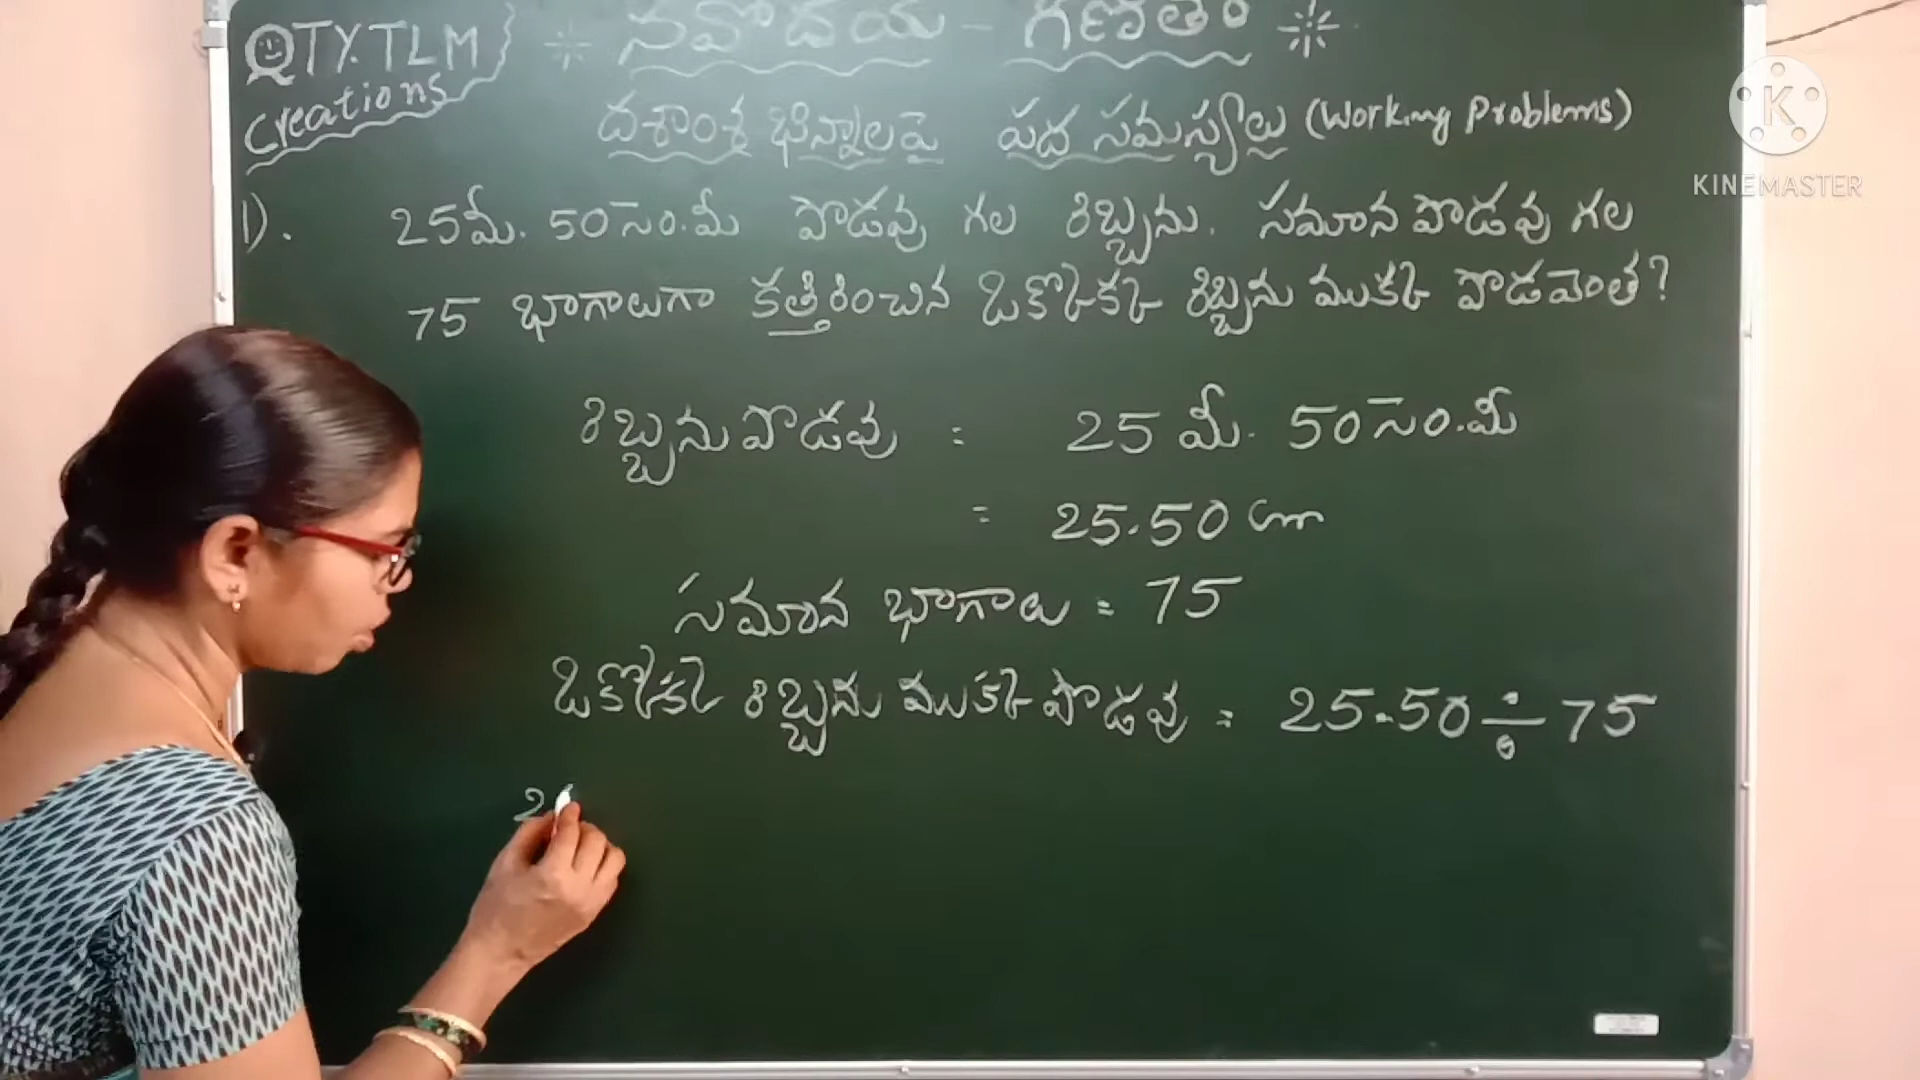 QTY.TLM
Creations
నవోదయ - గణితం
దశాంశ భిన్నాలపై పద సమస్యలు (Working Problems)
KINEMASTER
1). 25మీ. 50సెం.మీ పొడవు గల రిబ్బను. సమాన పొడవు గల
75 భాగాలుగా కత్తిరించిన ఒక్కొక్క రిబ్బను ముక్క పొడవెంత?
రిబ్బను పొడవు = 25 మీ. 50సెం.మీ
= 25.50 cm
సమాన భాగాలు = 75
ఒక్కొక్క రిబ్బను ముక్క పొడవు = 25.50 ÷ 75
2